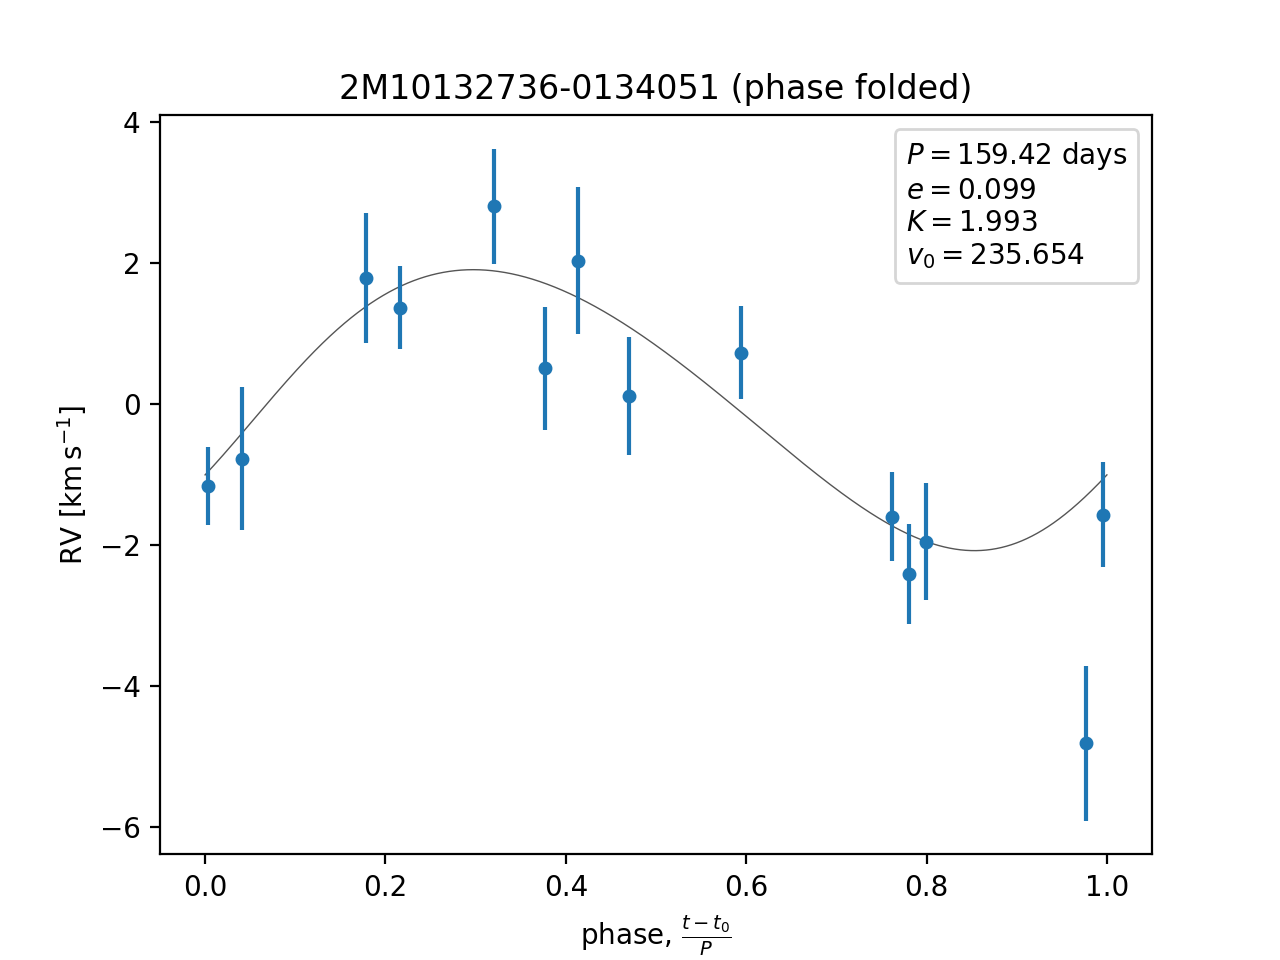 2M10132736-0134051 (phase folded)
P = 159.42 days
e = 0.099
K = 1.993
v₀ = 235.654
RV [km s⁻¹]
4
2
0
−2
−4
−6
0.0 0.2 0.4 0.6 0.8 1.0
phase, (t − t₀)/P